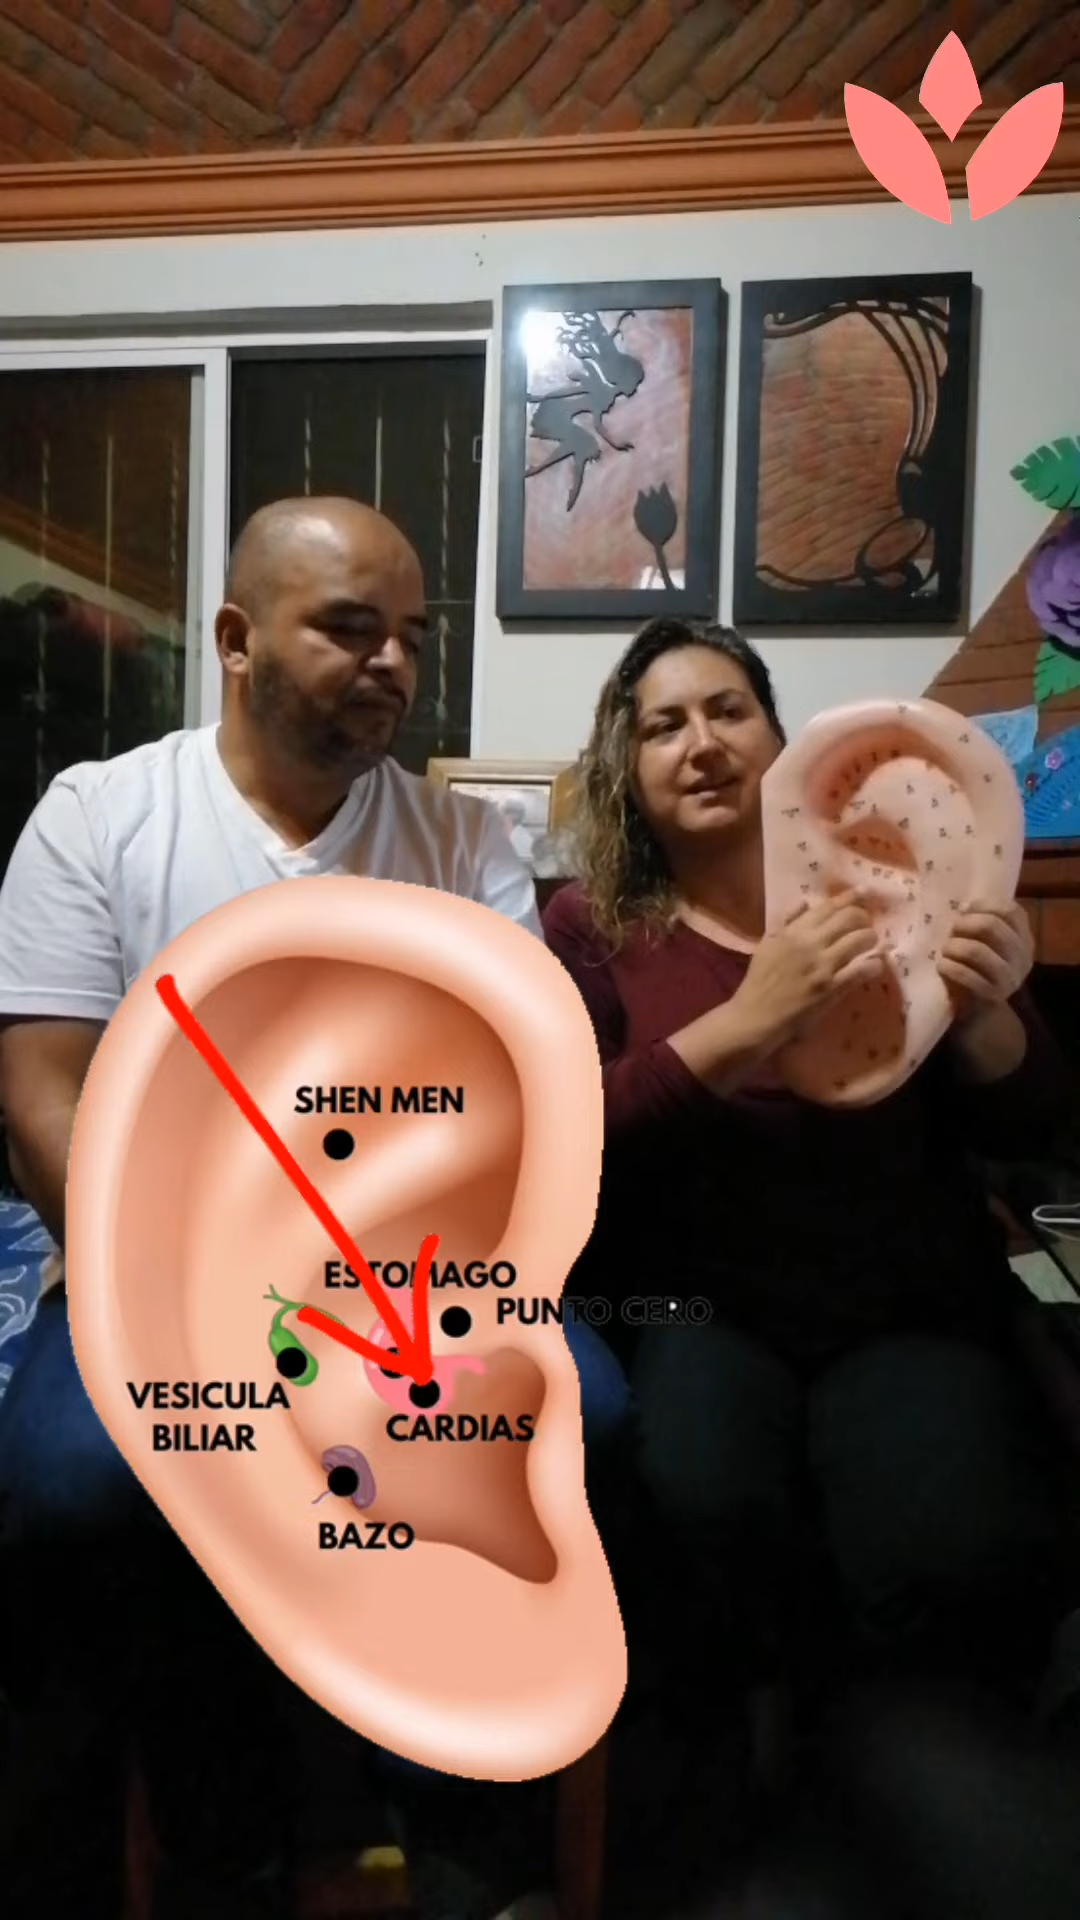 SHEN MEN
ESTOMAGO
PUNTO CERO
VESICULA
BILIAR
CARDIAS
BAZO